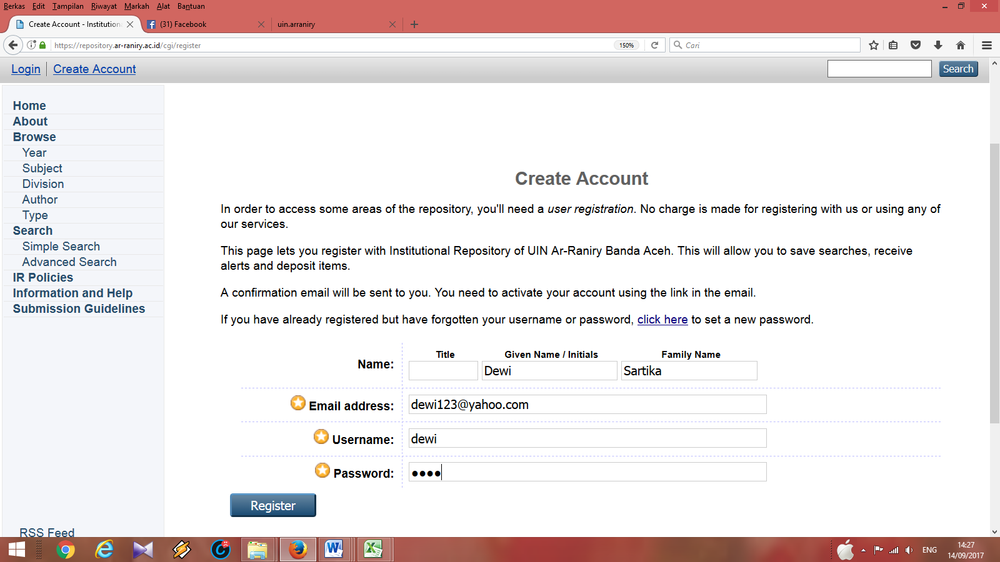 Berkas Edit Tampilan Riwayat Markah Alat Bantuan
Create Account - Institution
(31) Facebook
uin.arraniry
https://repository.ar-raniry.ac.id/cgi/register
150%
Cari
Login
Create Account
Search
Home
About
Browse
Year
Subject
Division
Author
Type
Search
Simple Search
Advanced Search
IR Policies
Information and Help
Submission Guidelines
RSS Feed
Create Account
In order to access some areas of the repository, you'll need a user registration. No charge is made for registering with us or using any of
our services.
This page lets you register with Institutional Repository of UIN Ar-Raniry Banda Aceh. This will allow you to save searches, receive
alerts and deposit items.
A confirmation email will be sent to you. You need to activate your account using the link in the email.
If you have already registered but have forgotten your username or password, click here to set a new password.
Title Given Name / Initials Family Name
Name: Dewi Sartika
Email address: dewi123@yahoo.com
Username: dewi
Password: ●●●●
Register
ENG
14:27
14/09/2017